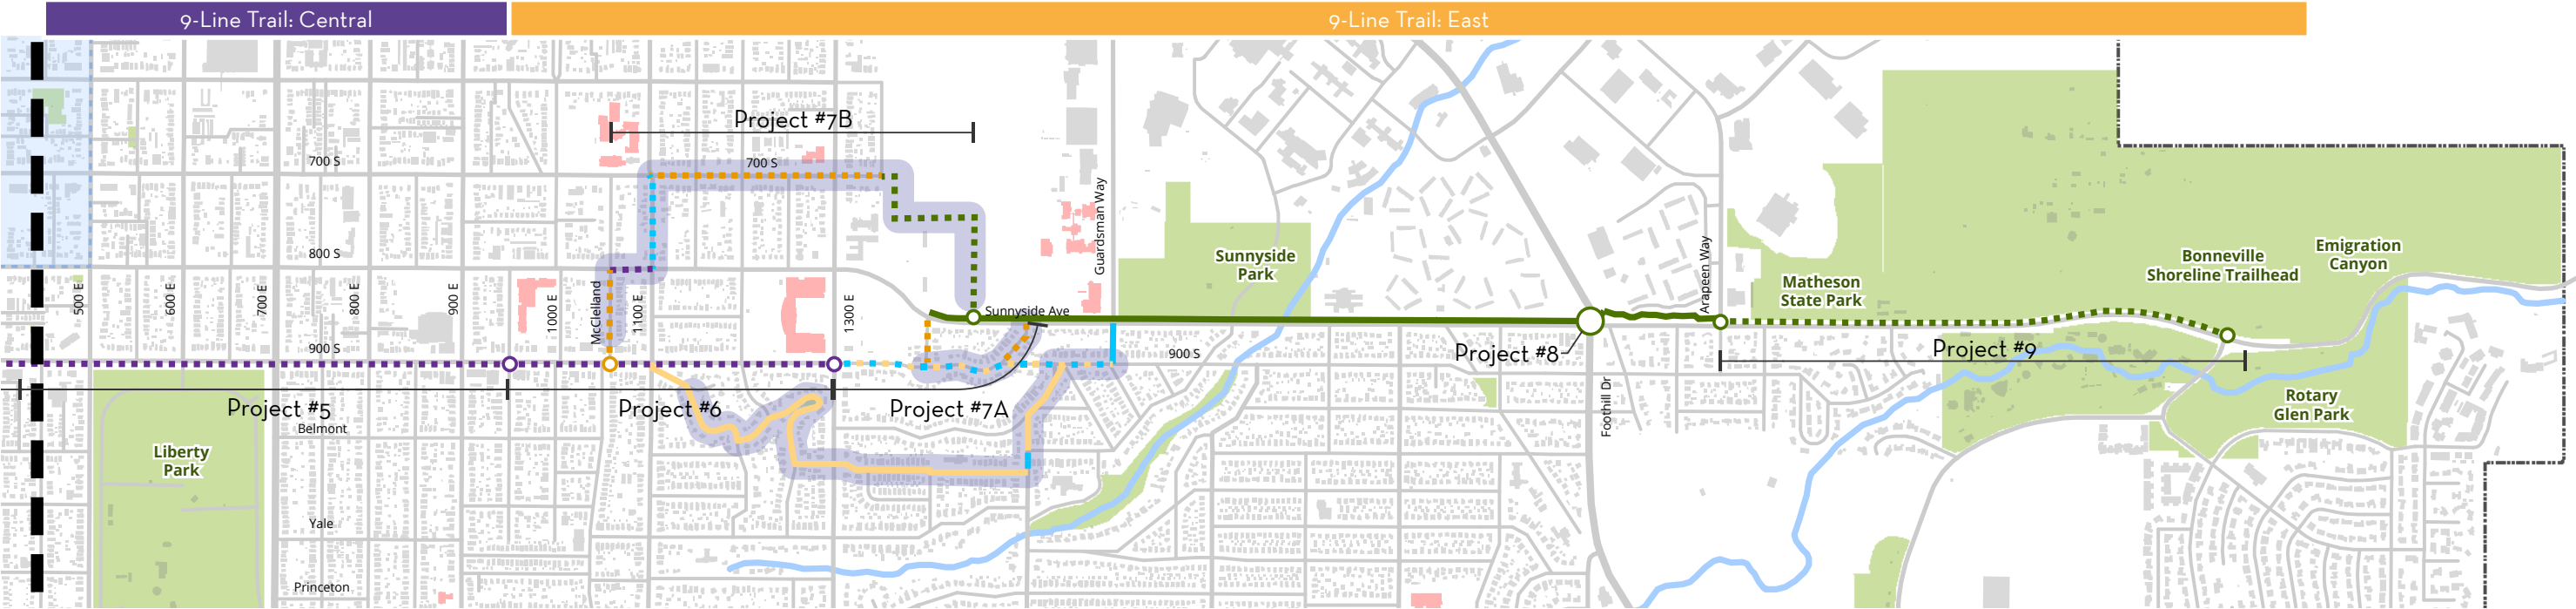 9-Line Trail: Central
9-Line Trail: East
Project #7B
700 S
700 S
Guardsman Way
800 S
Sunnyside
Park
Arapeen Way
Matheson
State Park
Bonneville
Shoreline Trailhead
Emigration
Canyon
500 E
600 E
700 E
800 E
900 E
1000 E
McClelland
1100 E
1300 E
Sunnyside Ave
900 S
900 S
Project #8
Project #9
Project #5
Project #6
Project #7A
Foothill Dr
Rotary
Glen Park
Belmont
Liberty
Park
Yale
Princeton